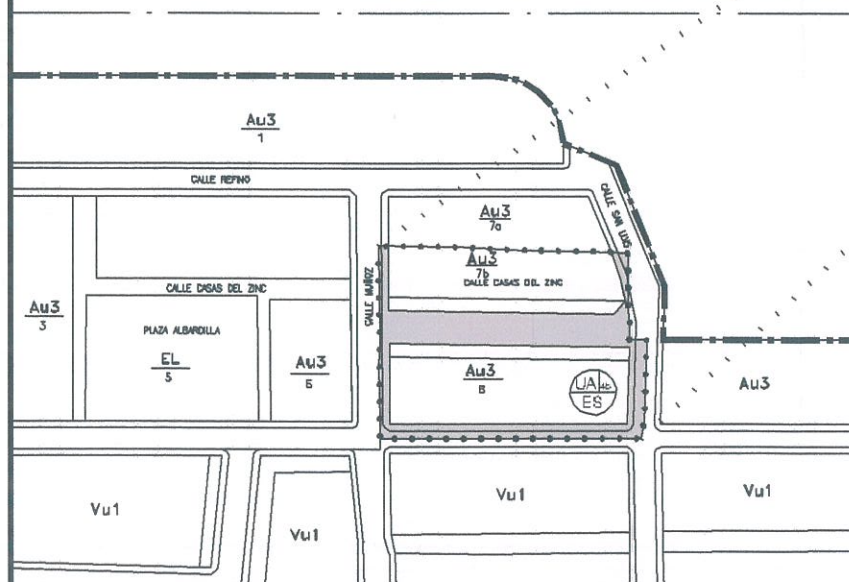 Au3
1
CALLE REFINO
Au3
7a
CALLE SAN LUIS
Au3
7b
CALLE CASAS DEL ZINC
CALLE CASAS DEL ZINC
CALLE MUÑOZ
Au3
3
PLAZA ALBARDILLA
EL
5
Au3
6
Au3
8
UA
ES
Au3
Vu1
Vu1
Vu1
Vu1